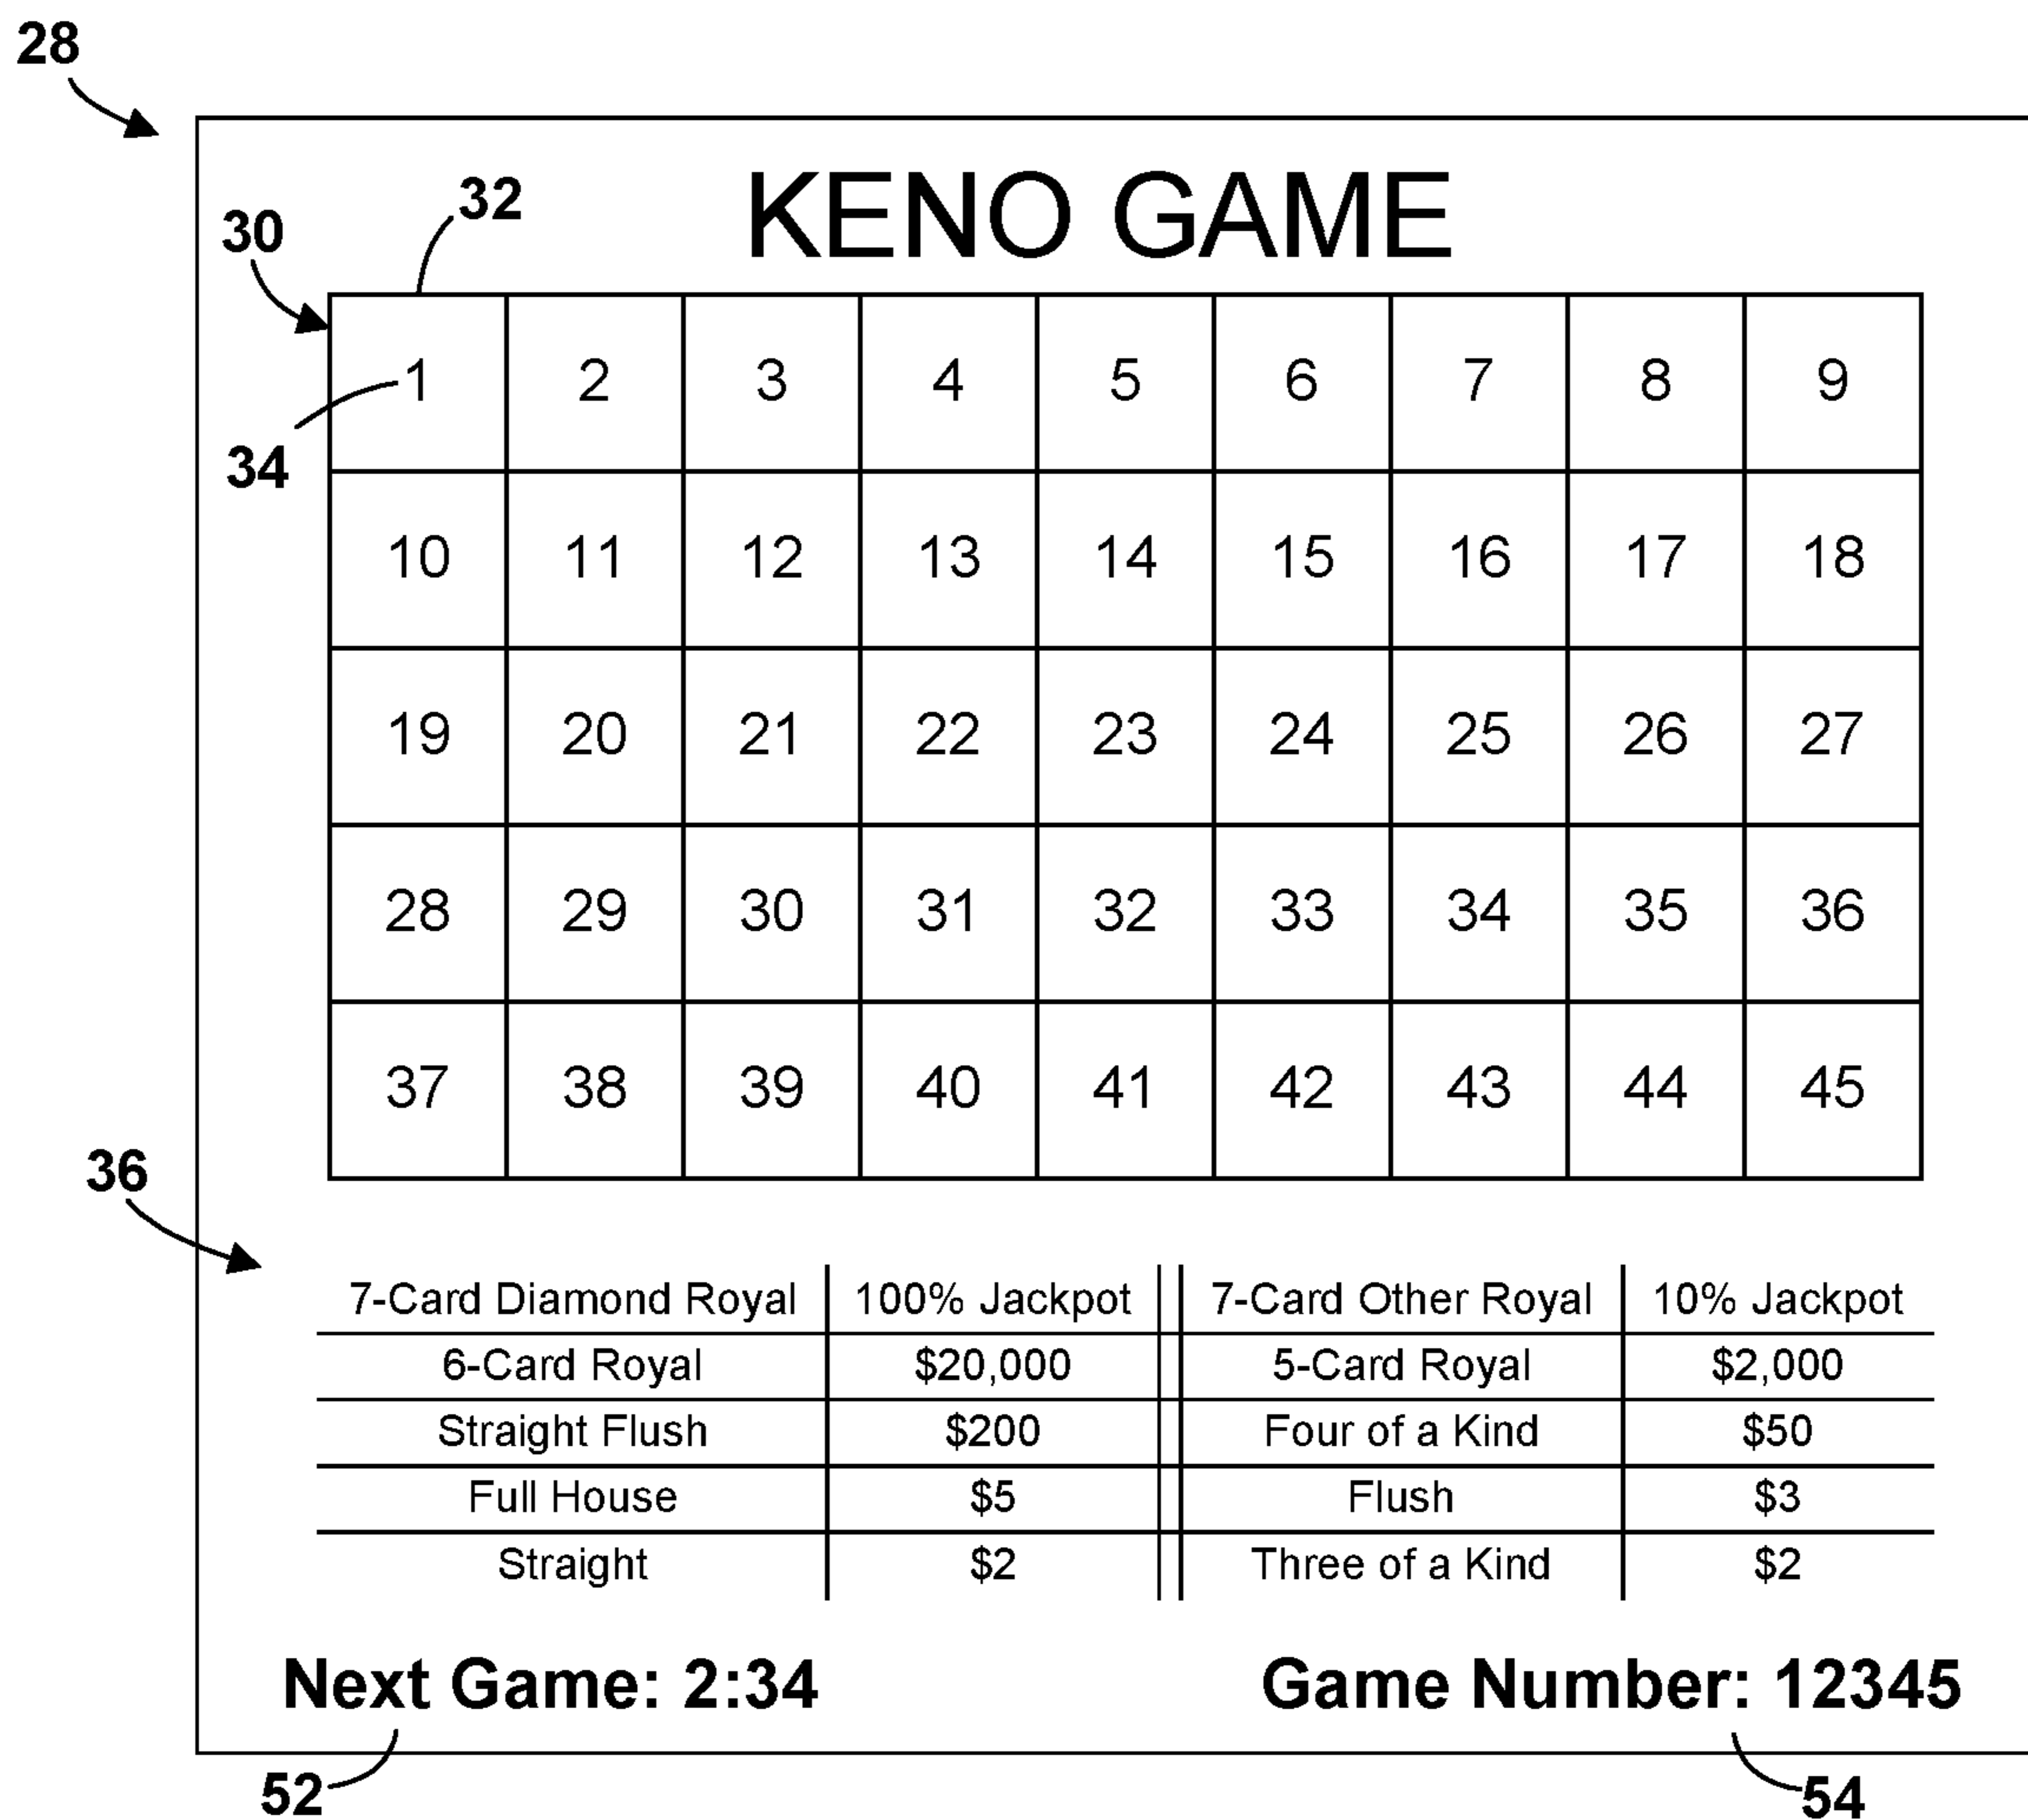 28
KENO GAME
32
30
1 2 3 4 5 6 7 8 9
34
10 11 12 13 14 15 16 17 18
19 20 21 22 23 24 25 26 27
28 29 30 31 32 33 34 35 36
37 38 39 40 41 42 43 44 45
36
7-Card Diamond Royal 100% Jackpot 7-Card Other Royal 10% Jackpot
6-Card Royal $20,000 5-Card Royal $2,000
Straight Flush $200 Four of a Kind $50
Full House $5 Flush $3
Straight $2 Three of a Kind $2
Next Game: 2:34 Game Number: 12345
52 54